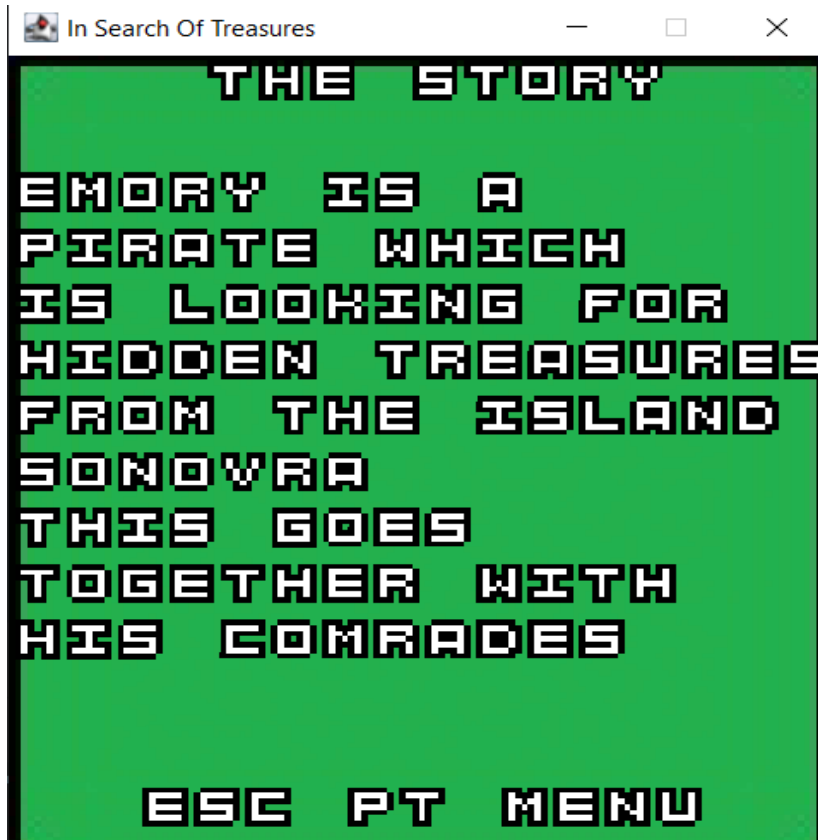 In Search Of Treasures
THE STORY
EMORY IS A
PIRATE WHICH
IS LOOKING FOR
HIDDEN TREASURES
FROM THE ISLAND
SONOVRA
THIS GOES
TOGETHER WITH
HIS COMRADES
ESC PT MENU